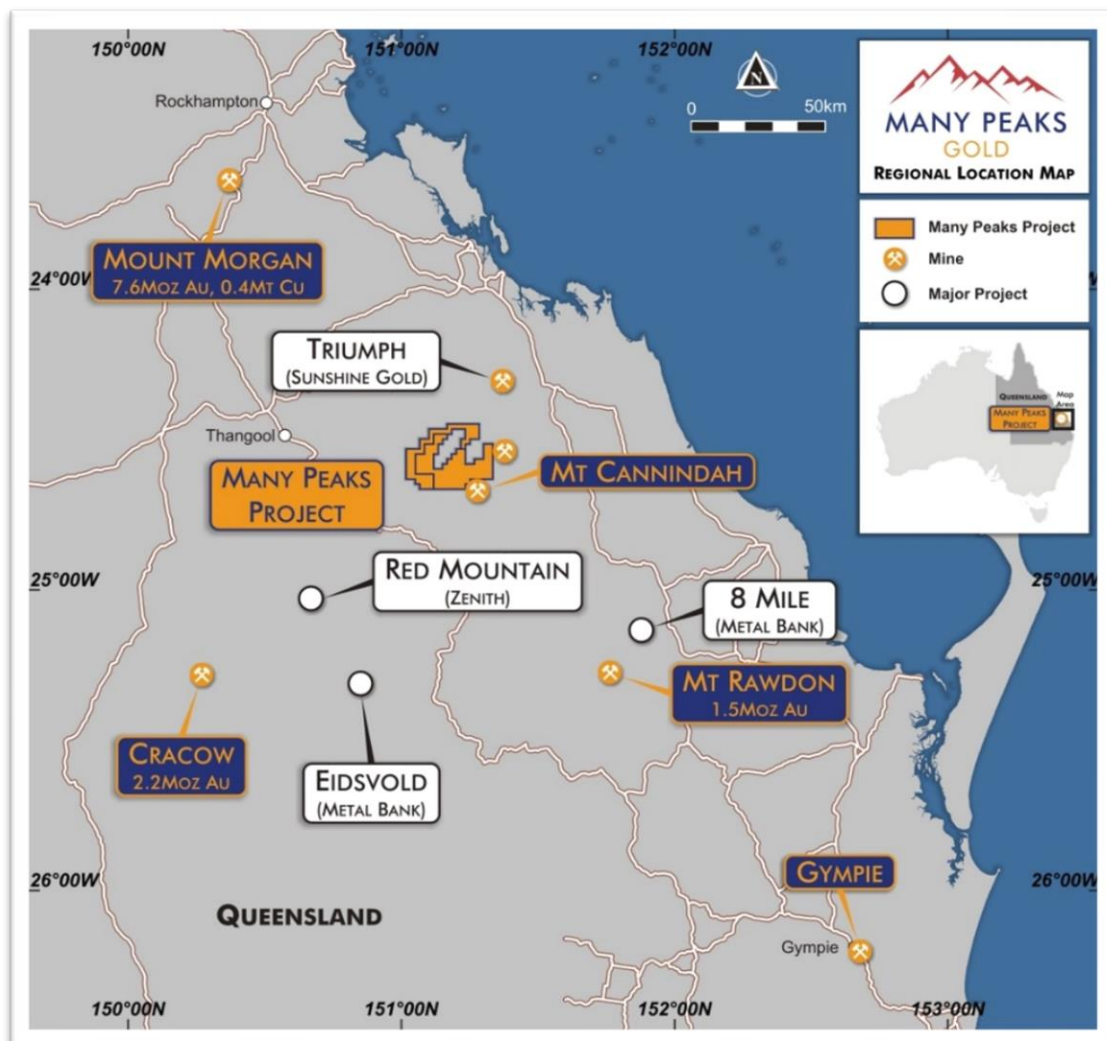 150°00N
151°00N
152°00N
Rockhampton
N
0
50km
MANY PEAKS
GOLD
REGIONAL LOCATION MAP
Many Peaks Project
Mine
Major Project
MOUNT MORGAN
7.6MOZ AU, 0.4MT CU
24°00W
24°00W
TRIUMPH
(SUNSHINE GOLD)
QUEENSLAND
Map
Area
MANY PEAKS
PROJECT
Thangool
MANY PEAKS
PROJECT
MT CANNINDAH
RED MOUNTAIN
(ZENITH)
25°00W
25°00W
8 MILE
(METAL BANK)
MT RAWDON
1.5MOZ AU
CRACOW
2.2MOZ AU
EIDSVOLD
(METAL BANK)
26°00W
26°00W
GYMPIE
QUEENSLAND
Gympie
150°00N
151°00N
152°00N
153°00N